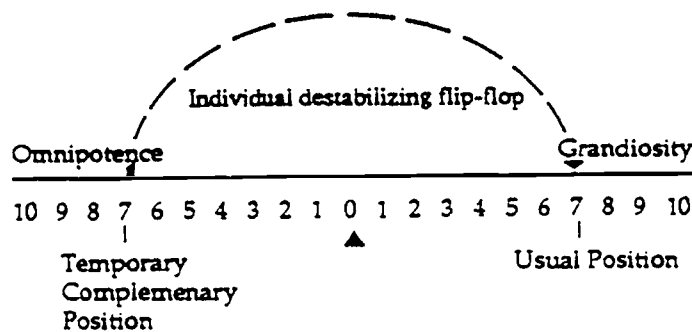 Individual destabilizing flip-flop
Omnipotence Grandiosity
10 9 8 7 6 5 4 3 2 1 0 1 2 3 4 5 6 7 8 9 10
Temporary Usual Position
Complemenary
Position